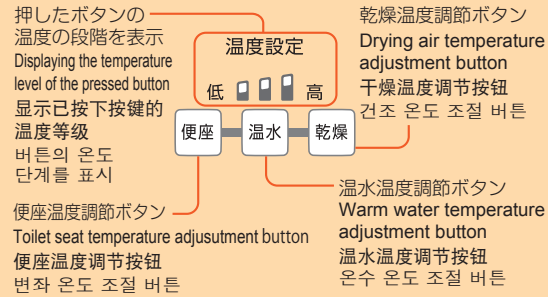 押したボタンの
温度の段階を表示
Displaying the temperature
level of the pressed button
显示已按下按键的
温度等级
버튼의 온도
단계를 표시
温度設定
低 高
便座 温水 乾燥
乾燥温度調節ボタン
Drying air temperature
adjustment button
干燥温度调节按钮
건조 온도 조절 버튼
便座温度調節ボタン
Toilet seat temperature adjusutment button
便座温度调节按钮
변좌 온도 조절 버튼
温水温度調節ボタン
Warm water temperature
adjustment button
温水温度调节按钮
온수 온도 조절 버튼